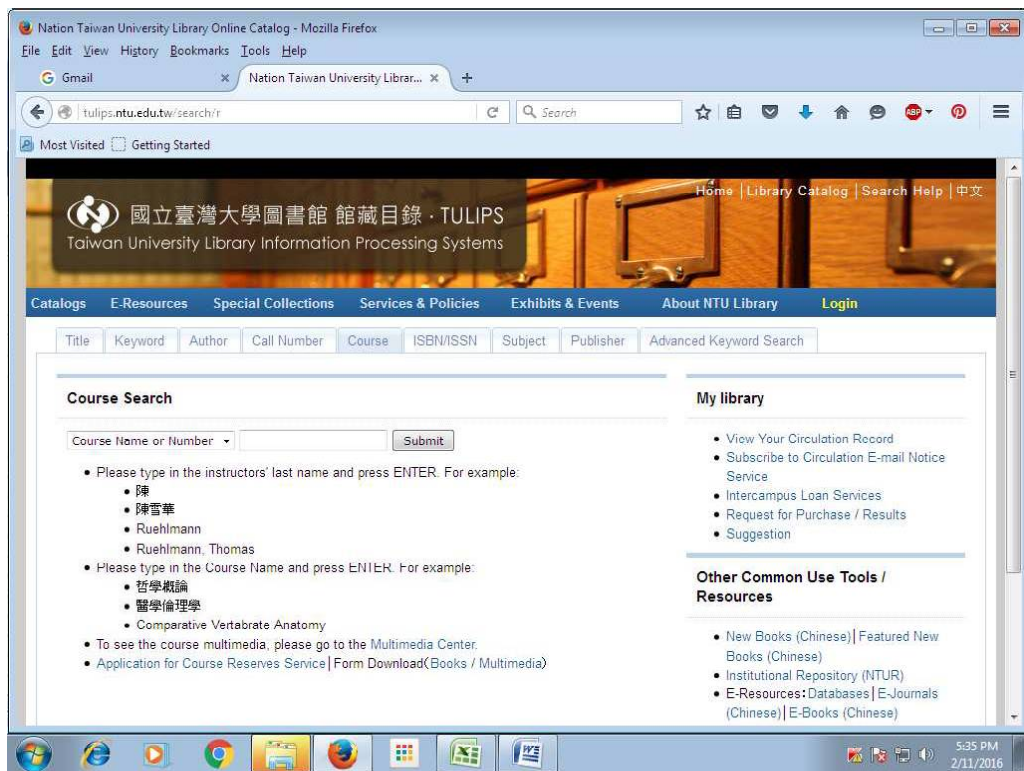 Nation Taiwan University Library Online Catalog - Mozilla Firefox
File Edit View History Bookmarks Tools Help
Gmail × Nation Taiwan University Librar... × +
tulips.ntu.edu.tw/search/r Search ABP
Most Visited Getting Started
Home | Library Catalog | Search Help | 中文
國立臺灣大學圖書館 館藏目錄 · TULIPS
Taiwan University Library Information Processing Systems
Catalogs E-Resources Special Collections Services & Policies Exhibits & Events About NTU Library Login
Title Keyword Author Call Number Course ISBN/ISSN Subject Publisher Advanced Keyword Search
Course Search
Course Name or Number Submit
• Please type in the instructors' last name and press ENTER. For example:
• 陳
• 陳雪華
• Ruehlmann
• Ruehlmann, Thomas
• Please type in the Course Name and press ENTER. For example:
• 哲學概論
• 醫學倫理學
• Comparative Vertabrate Anatomy
• To see the course multimedia, please go to the Multimedia Center.
• Application for Course Reserves Service | Form Download(Books / Multimedia)
My library
• View Your Circulation Record
• Subscribe to Circulation E-mail Notice
Service
• Intercampus Loan Services
• Request for Purchase / Results
• Suggestion
Other Common Use Tools /
Resources
• New Books (Chinese) | Featured New
Books (Chinese)
• Institutional Repository (NTUR)
• E-Resources: Databases | E-Journals
(Chinese) | E-Books (Chinese)
5:35 PM
2/11/2016